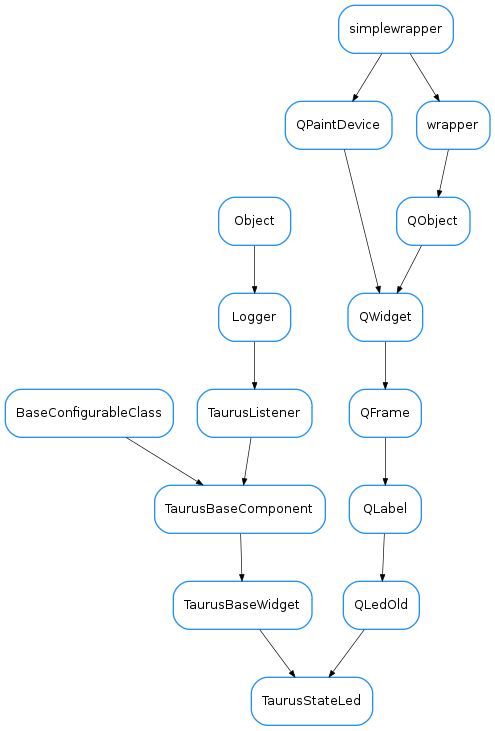 simplewrapper
QPaintDevice
wrapper
Object
QObject
Logger
QWidget
BaseConfigurableClass
TaurusListener
QFrame
TaurusBaseComponent
QLabel
TaurusBaseWidget
QLedOld
TaurusStateLed